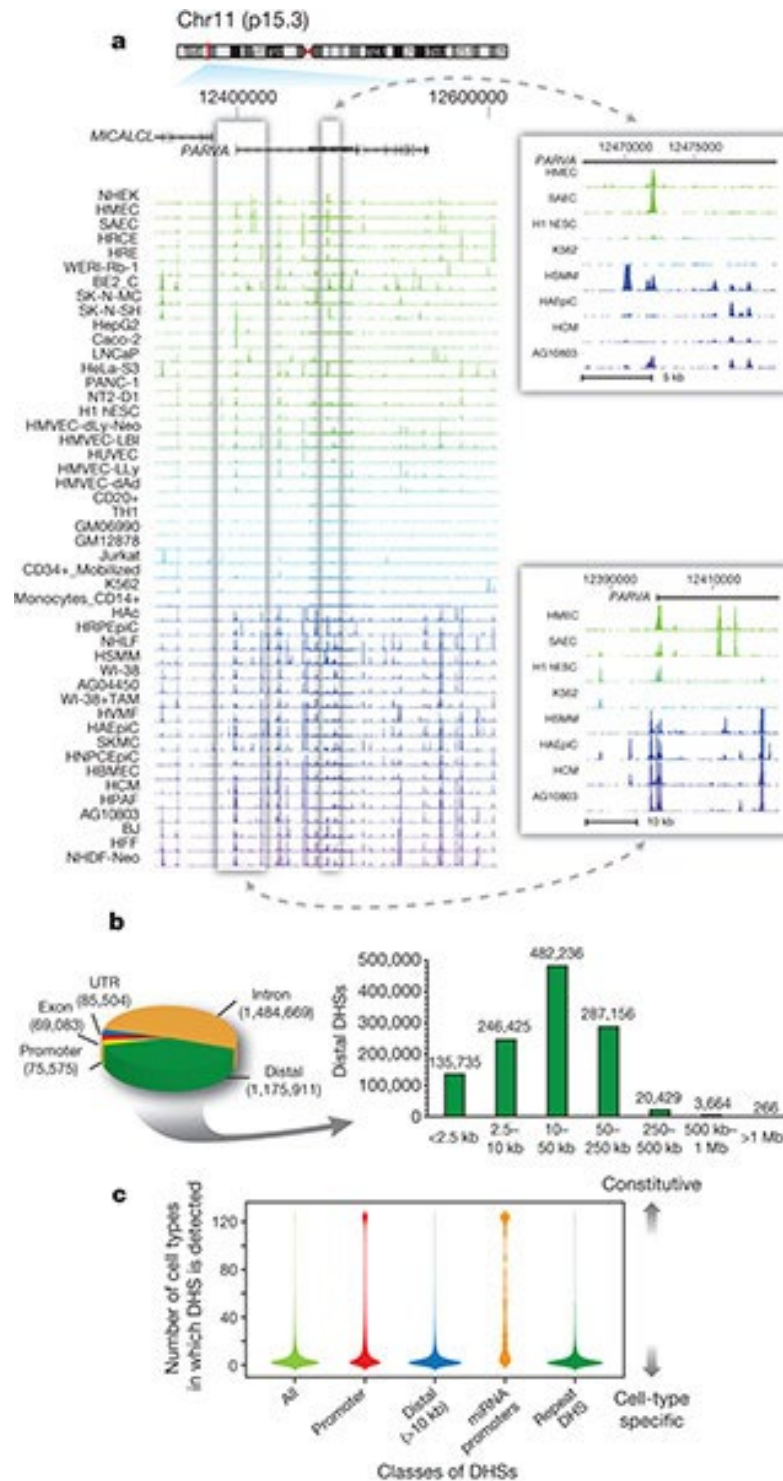 a
Chr11 (p15.3)
12400000
12600000
MICALCL
PARVA
NHEK
HMEC
SAEC
HRCE
HRE
WERI-Rb-1
BE2_C
SK-N-MC
SK-N-SH
HepG2
Caco-2
LNCaP
HeLa-S3
PANC-1
NT2-D1
H1 hESC
HMVEC-dLy-Neo
HMVEC-LBl
HUVEC
HMVEC-LLy
HMVEC-dAd
CD20+
TH1
GM06990
GM12878
Jurkat
CD34+_Mobilized
K562
Monocytes_CD14+
HAc
HRPEpiC
NHLF
HSMM
WI-38
AG04450
WI-38+TAM
HVMF
HAEpiC
SKMC
HNPCEpiC
HBMEC
HCM
HPAF
AG10803
BJ
HFF
NHDF-Neo
12470000 12475000
PARVA
HMEC
SAEC
H1 hESC
K562
HSMM
HAEpiC
HCM
AG10803
5 kb
12390000 12410000
PARVA
HMEC
SAEC
H1 hESC
K562
HSMM
HAEpiC
HCM
AG10803
10 kb
b
UTR
(85,504)
Exon
(69,083)
Promoter
(75,575)
Intron
(1,484,669)
Distal
(1,175,911)
Distal DHSs
500,000
400,000
300,000
200,000
100,000
0
135,735
246,425
482,236
287,156
20,429
3,664
266
<2.5 kb
2.5–
10 kb
10–
50 kb
50–
250 kb
250–
500 kb
500 kb–
1 Mb
>1 Mb
c
Number of cell types
in which DHS is detected
120
80
40
0
All
Promoter
Distal
(>10 kb)
miRNA
promoters
Repeat
DHS
Classes of DHSs
Constitutive
Cell-type
specific